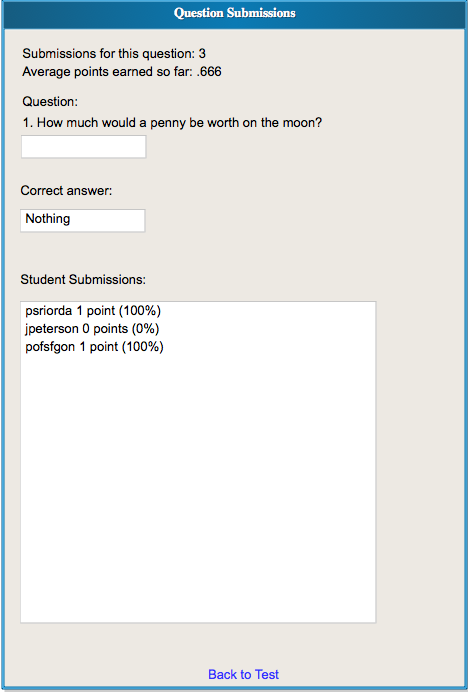 Question Submissions
Submissions for this question: 3
Average points earned so far: .666
Question:
1. How much would a penny be worth on the moon?
Correct answer:
Nothing
Student Submissions:
psriorda 1 point (100%)
jpeterson 0 points (0%)
pofsfgon 1 point (100%)
Back to Test